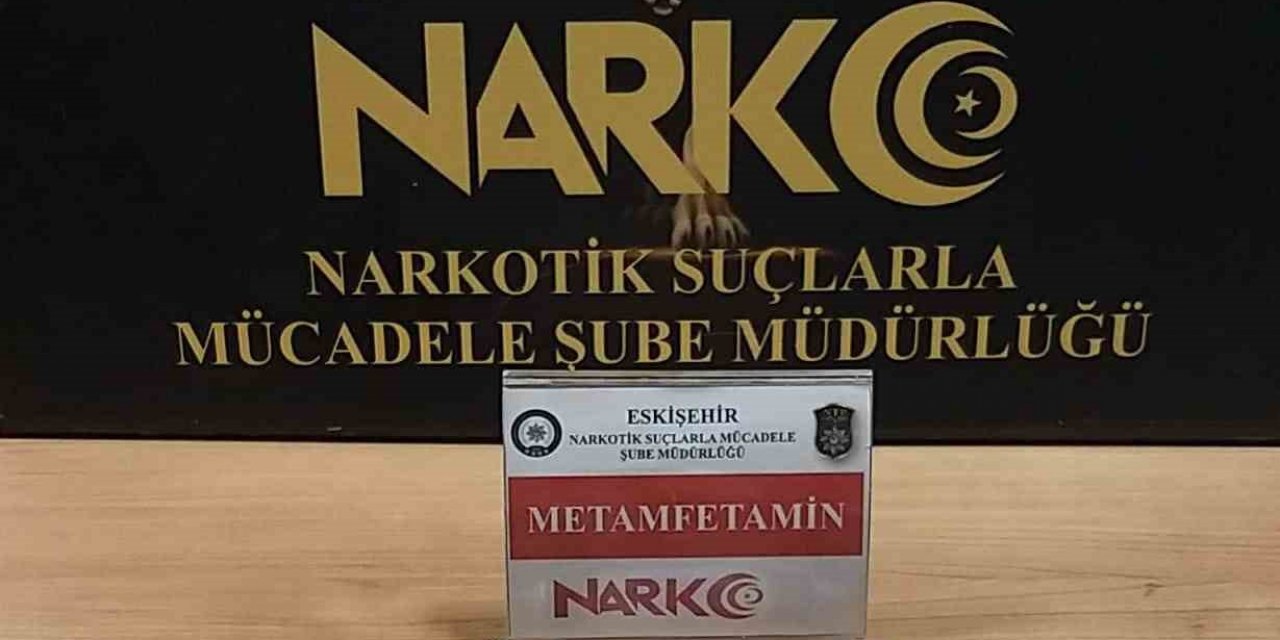 NARKO
NARKOTİK SUÇLARLA
MÜCADELE ŞUBE MÜDÜRLÜĞÜ
ESKİŞEHİR
NARKOTİK SUÇLARLA MÜCADELE
ŞUBE MÜDÜRLÜĞÜ
METAMFETAMİN
NARKO